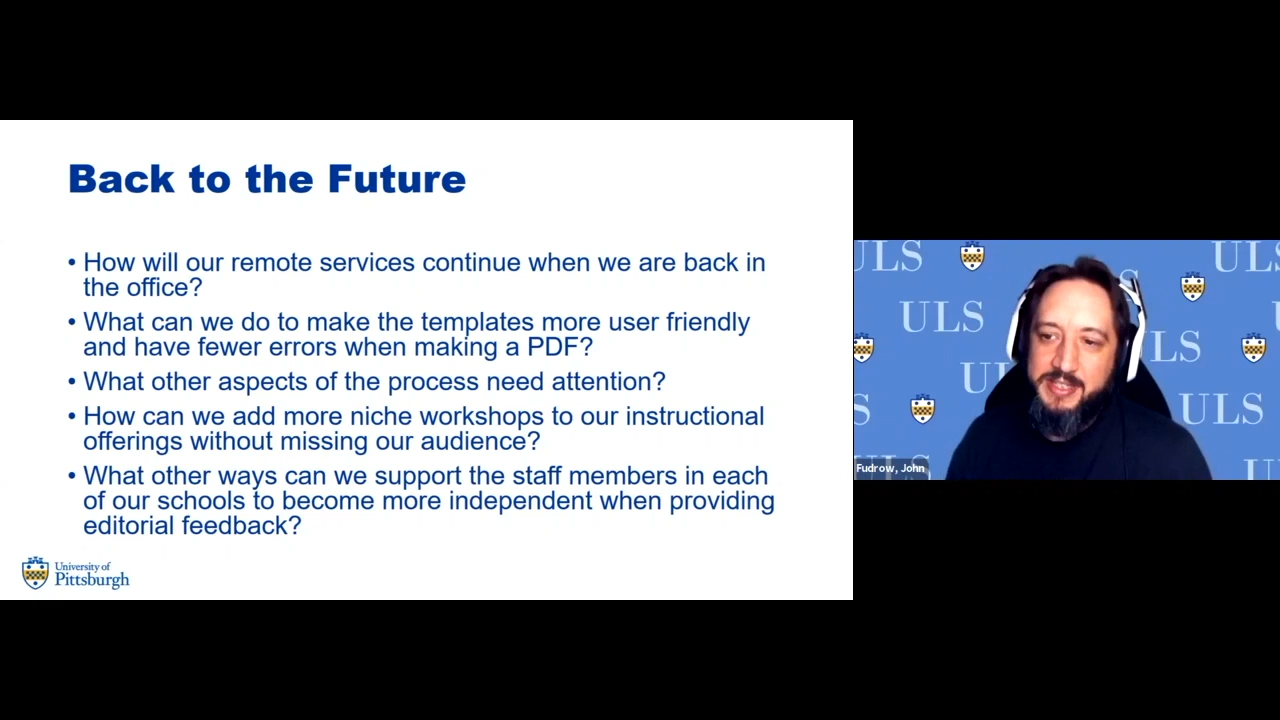 Back to the Future
• How will our remote services continue when we are back in
the office?
• What can we do to make the templates more user friendly
and have fewer errors when making a PDF?
• What other aspects of the process need attention?
• How can we add more niche workshops to our instructional
offerings without missing our audience?
• What other ways can we support the staff members in each
of our schools to become more independent when providing
editorial feedback?
University of
Pittsburgh
ULS
ULS
ULS
Fudrow, John